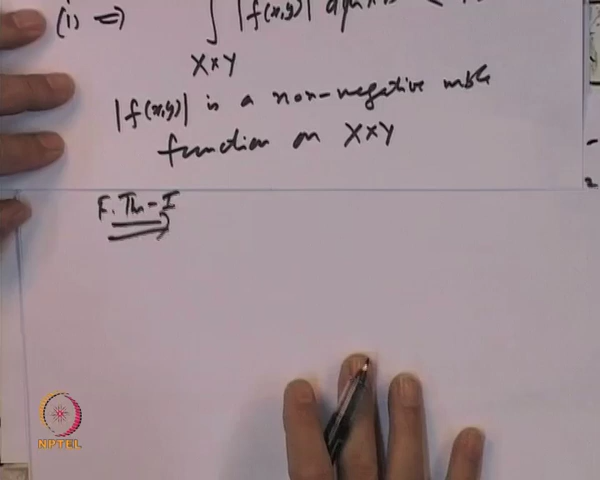 (i) ⇒ ∫ |f(x,y)| d(μ×ν) <
X×Y
|f(x,y)| is a non-negative mble
function on X×Y
F. Th-I ⇒
NPTEL